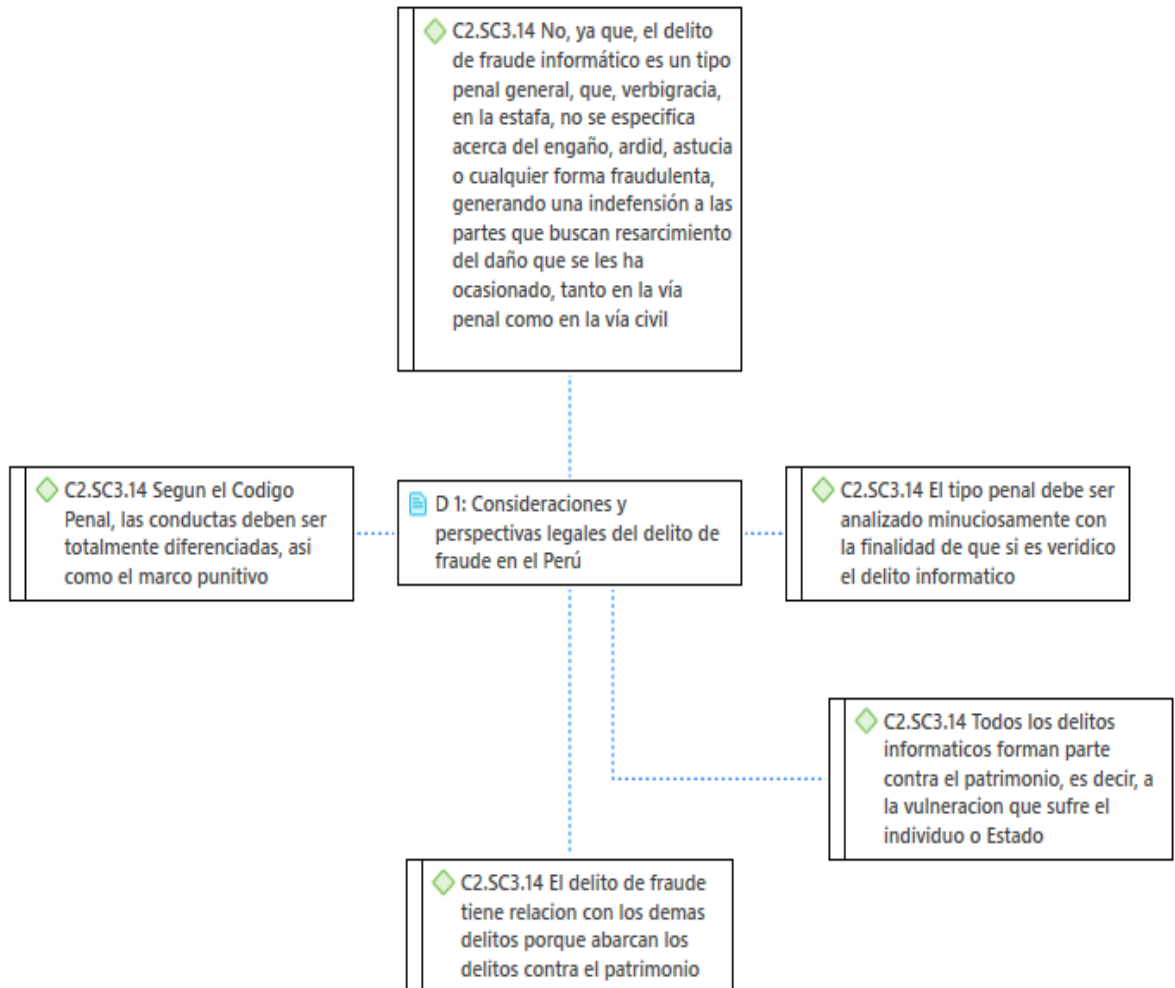 C2.SC3.14 No, ya que, el delito
de fraude informático es un tipo
penal general, que, verbigracia,
en la estafa, no se especifica
acerca del engaño, ardid, astucia
o cualquier forma fraudulenta,
generando una indefensión a las
partes que buscan resarcimiento
del daño que se les ha
ocasionado, tanto en la vía
penal como en la vía civil
C2.SC3.14 Segun el Codigo
Penal, las conductas deben ser
totalmente diferenciadas, asi
como el marco punitivo
D 1: Consideraciones y
perspectivas legales del delito de
fraude en el Perú
C2.SC3.14 El tipo penal debe ser
analizado minuciosamente con
la finalidad de que si es veridico
el delito informatico
C2.SC3.14 Todos los delitos
informaticos forman parte
contra el patrimonio, es decir, a
la vulneracion que sufre el
individuo o Estado
C2.SC3.14 El delito de fraude
tiene relacion con los demas
delitos porque abarcan los
delitos contra el patrimonio